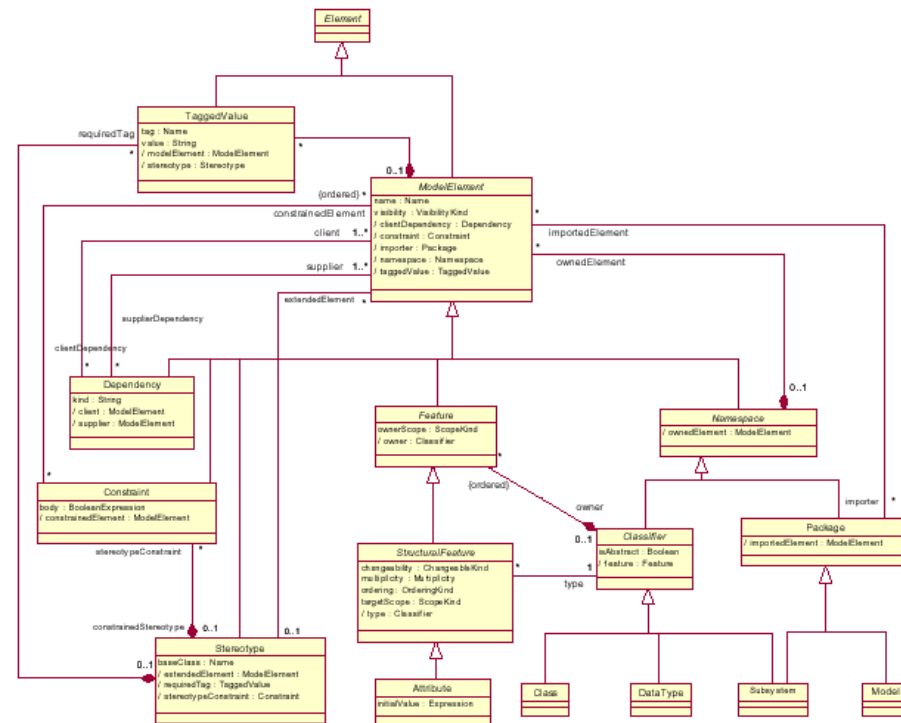 Element
TaggedValue
tag : Name
value : String
/ modelElement : ModelElement
/ stereotype : Stereotype
requiredTag
*
*
0..1
ModelElement
name : Name
visibility : VisibilityKind
/ clientDependency : Dependency
/ constraint : Constraint
/ importer : Package
/ namespace : Namespace
/ taggedValue : TaggedValue
{ordered} *
constrainedElement
client 1..*
supplier 1..*
extendedElement *
*
importedElement
*
ownedElement
supplierDependency
clientDependency
* *
Dependency
kind : String
/ client : ModelElement
/ supplier : ModelElement
Feature
ownerScope : ScopeKind
/ owner : Classifier
0..1
Namespace
/ ownedElement : ModelElement
*
{ordered}
owner
0..1
*
Constraint
body : BooleanExpression
/ constrainedElement : ModelElement
importer *
Package
/ importedElement : ModelElement
Classifier
isAbstract : Boolean
/ feature : Feature
StructuralFeature
changeability : ChangeableKind
multiplicity : Multiplicity
ordering : OrderingKind
targetScope : ScopeKind
/ type : Classifier
* 1
type
stereotypeConstraint *
constrainedStereotype 0..1
0..1
0..1
Stereotype
baseClass : Name
/ extendedElement : ModelElement
/ requiredTag : TaggedValue
/ stereotypeConstraint : Constraint
Attribute
initialValue : Expression
Class
DataType
Subsystem
Model